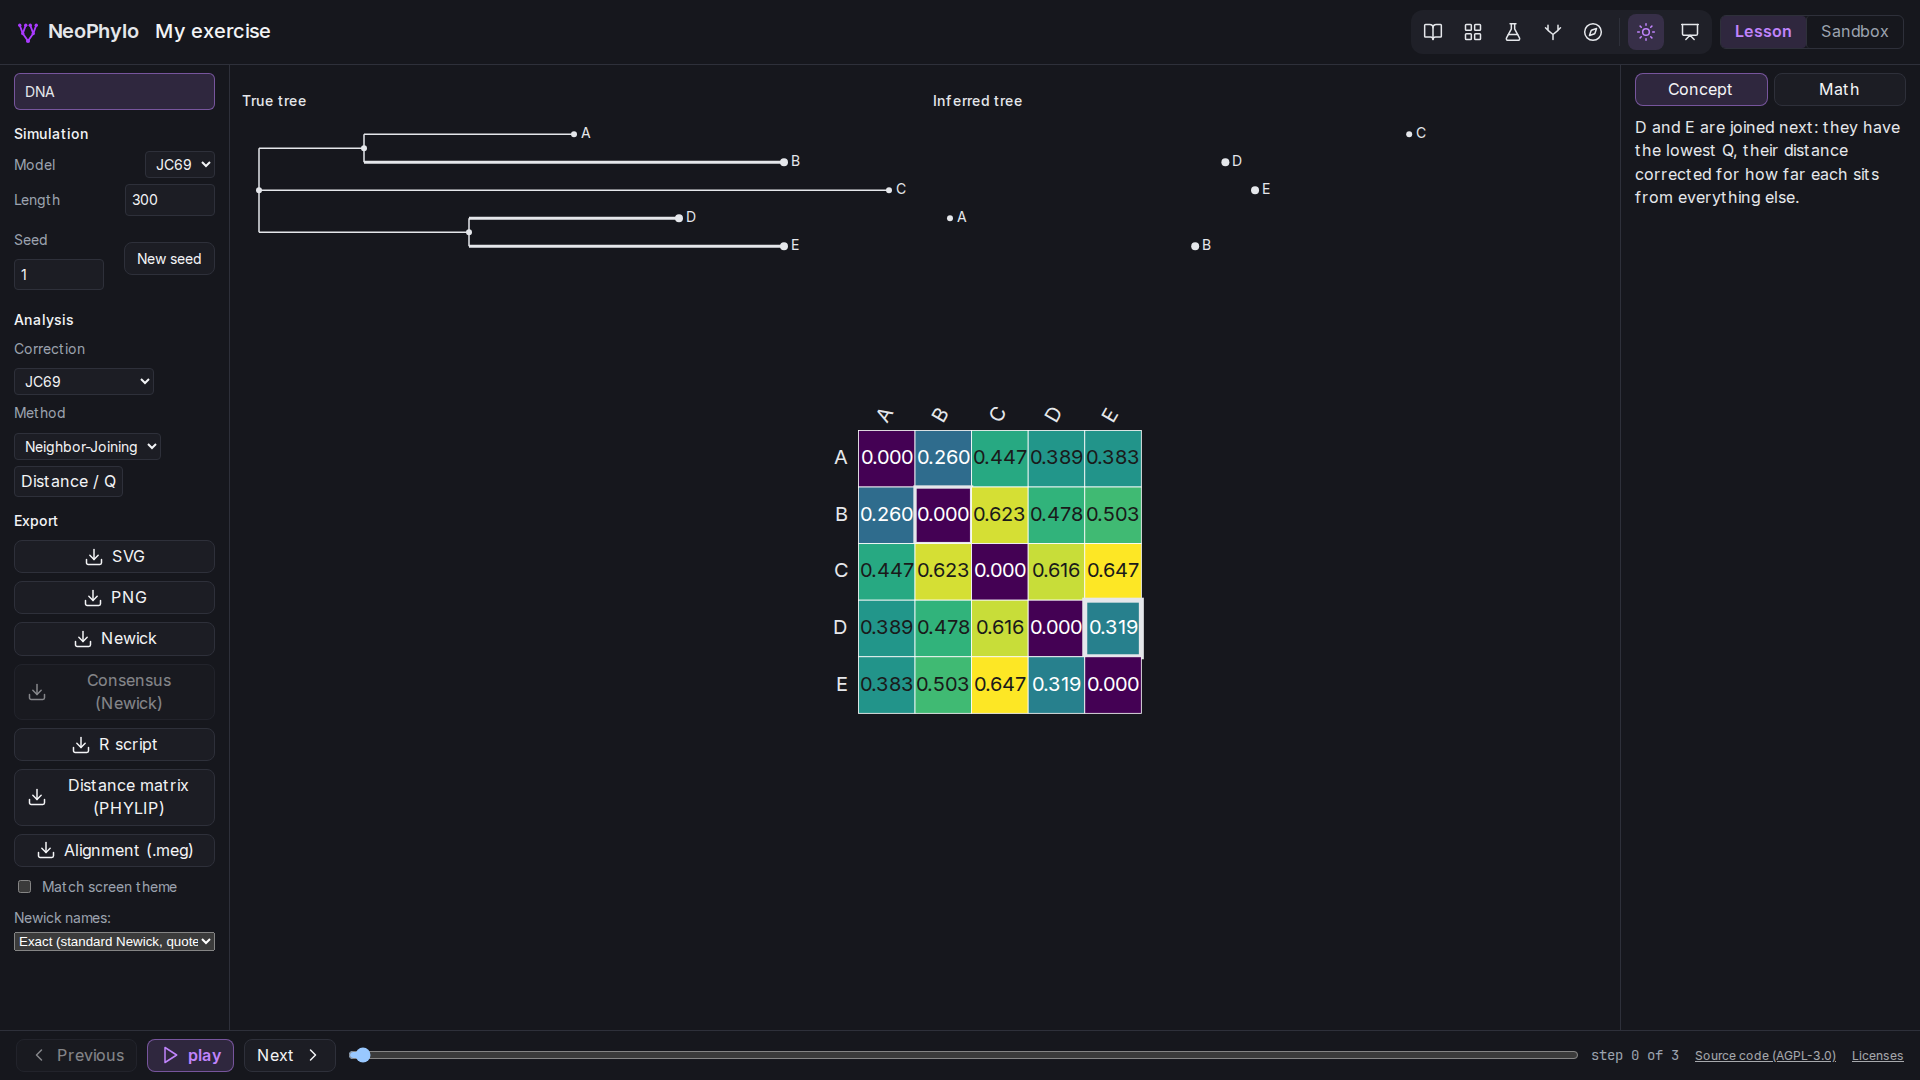 NeoPhylo My exercise
Lesson Sandbox
DNA
Simulation
Model JC69
Length 300
Seed
1 New seed
Analysis
Correction
JC69
Method
Neighbor-Joining
Distance / Q
Export
SVG
PNG
Newick
Consensus
(Newick)
R script
Distance matrix
(PHYLIP)
Alignment (.meg)
Match screen theme
Newick names:
Exact (standard Newick, quote
True tree
A
B
C
D
E
Inferred tree
C
D
E
A
B
A B C D E
A 0.000 0.260 0.447 0.389 0.383
B 0.260 0.000 0.623 0.478 0.503
C 0.447 0.623 0.000 0.616 0.647
D 0.389 0.478 0.616 0.000 0.319
E 0.383 0.503 0.647 0.319 0.000
Concept Math
D and E are joined next: they have
the lowest Q, their distance
corrected for how far each sits
from everything else.
Previous play Next step 0 of 3 Source code (AGPL-3.0) Licenses